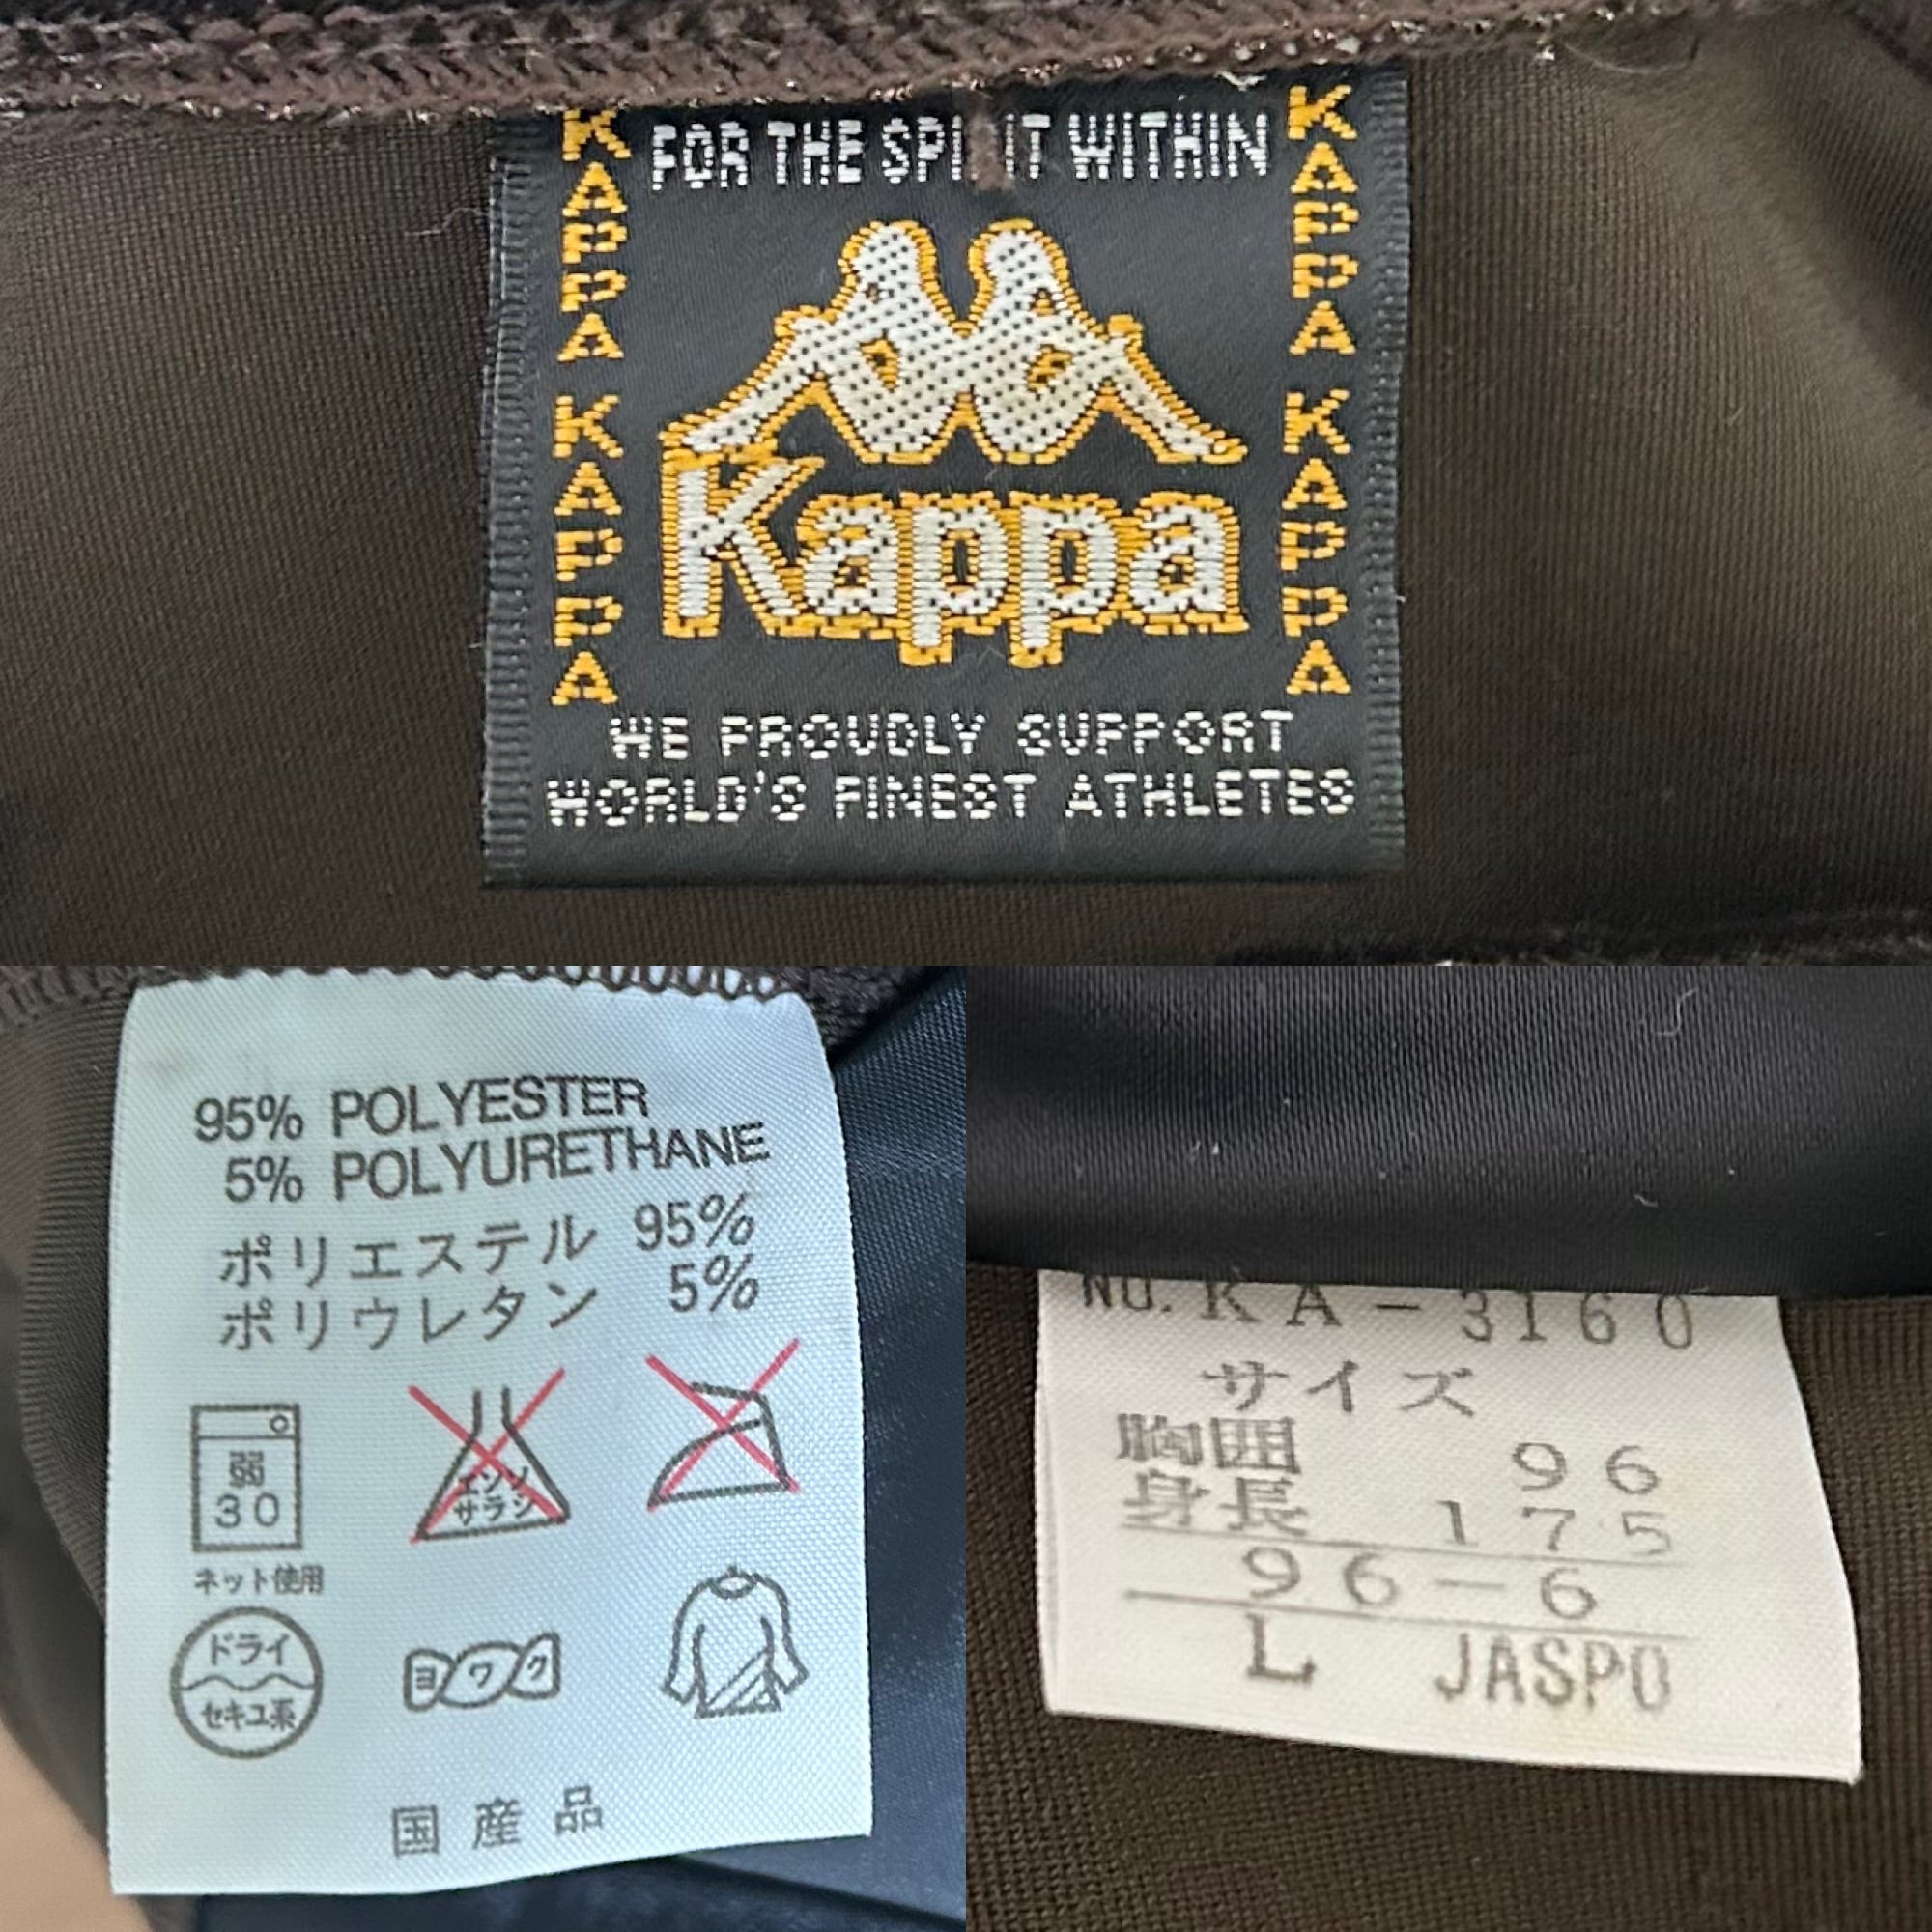 FOR THE SPI IT WITHIN
KAPPA KAPPA
KAPPA KAPPA
Kappa
WE PROUDLY SUPPORT
WORLD'S FINEST ATHLETES
95% POLYESTER
5% POLYURETHANE
ポリエステル 95%
ポリウレタン 5%
弱
30
ネット使用
エンソ
サラシ
ドライ
セキユ系
ヨワク
国産品
NO.KA-3160
サイズ
胸囲 96
身長 175
96-6
L JASPO